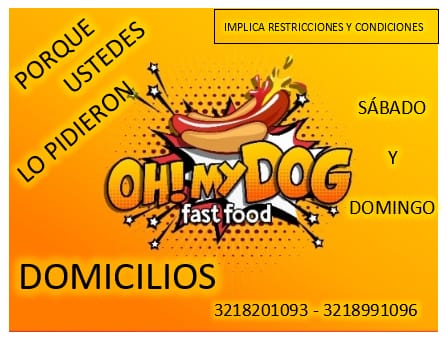 IMPLICA RESTRICCIONES Y CONDICIONES
PORQUE
USTEDES
LO PIDIERON
SÁBADO
Y
DOMINGO
OH! MY DOG
fast food
DOMICILIOS
3218201093 - 3218991096